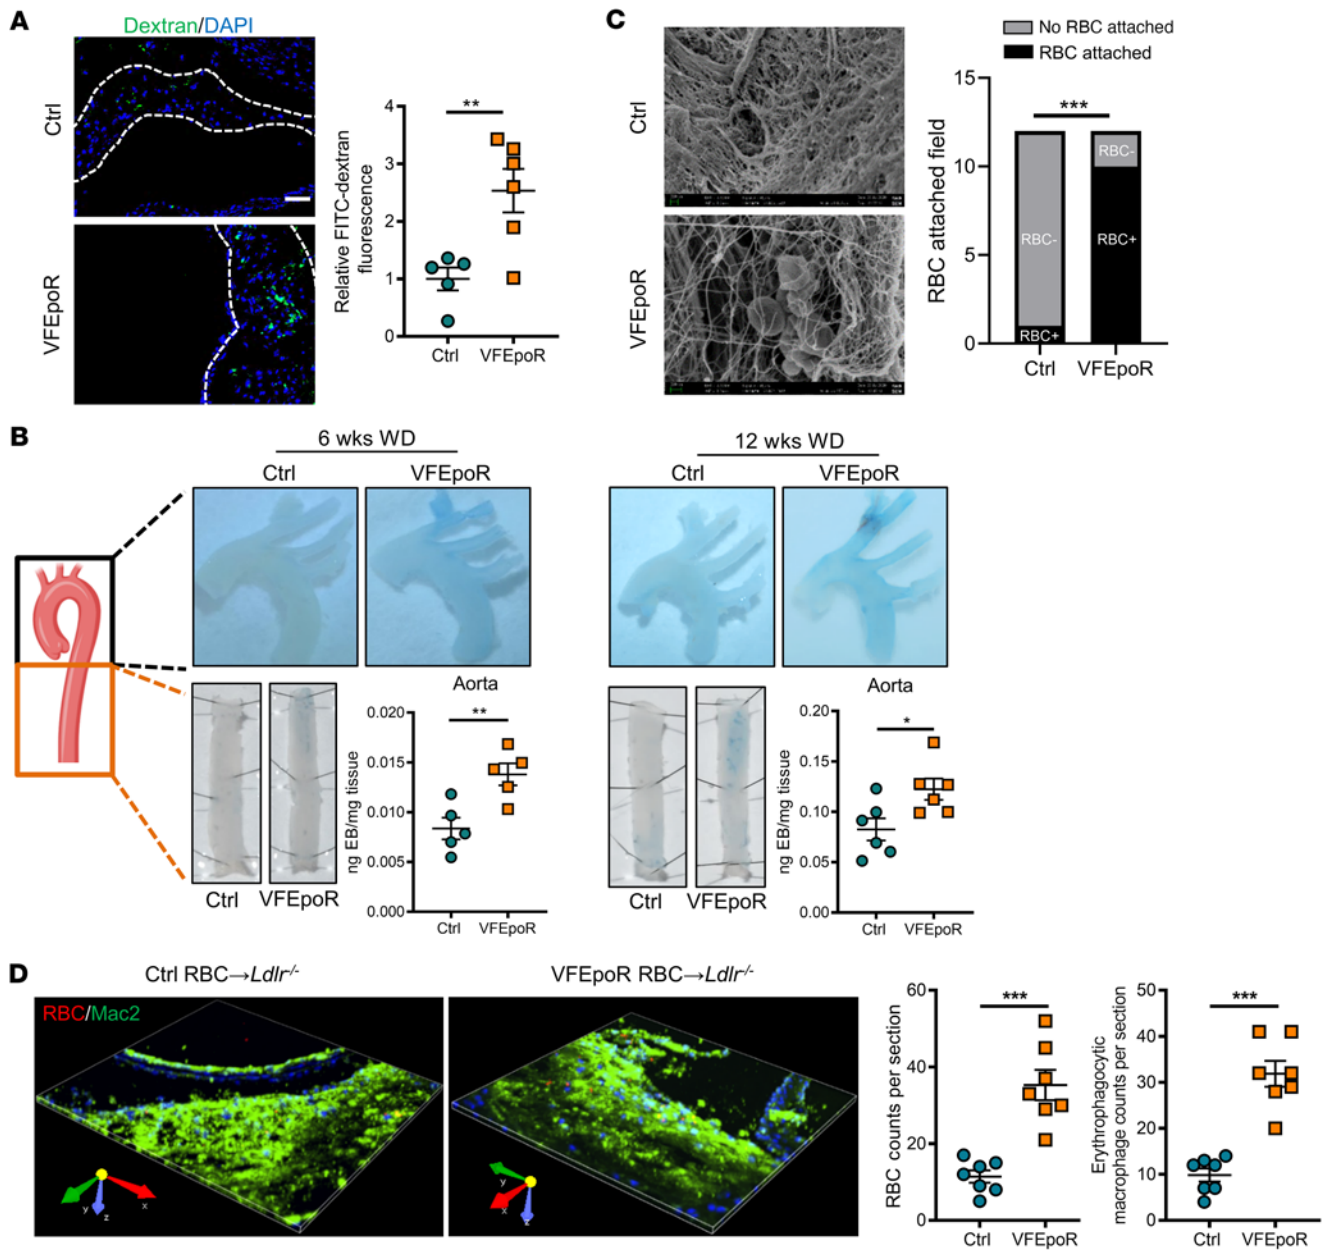 A
Dextran/DAPI
Ctrl
VFEpoR
Relative FITC-dextran
fluorescence
4
3
2
1
0
**
Ctrl
VFEpoR
C
Ctrl
VFEpoR
No RBC attached
RBC attached
RBC attached field
15
10
5
0
***
RBC-
RBC+
RBC-
RBC+
Ctrl
VFEpoR
B
6 wks WD
Ctrl
VFEpoR
12 wks WD
Ctrl
VFEpoR
Ctrl
VFEpoR
Aorta
ng EB/mg tissue
0.020
0.015
0.010
0.005
0.000
**
Ctrl
VFEpoR
Ctrl
VFEpoR
Aorta
ng EB/mg tissue
0.20
0.15
0.10
0.05
0.00
*
Ctrl
VFEpoR
D
Ctrl RBC→Ldlr-/-
RBC/Mac2
y
z
x
VFEpoR RBC→Ldlr-/-
y
x
z
RBC counts per section
60
40
20
0
***
Ctrl
VFEpoR
Erythrophagocytic
macrophage counts per section
50
40
30
20
10
0
***
Ctrl
VFEpoR